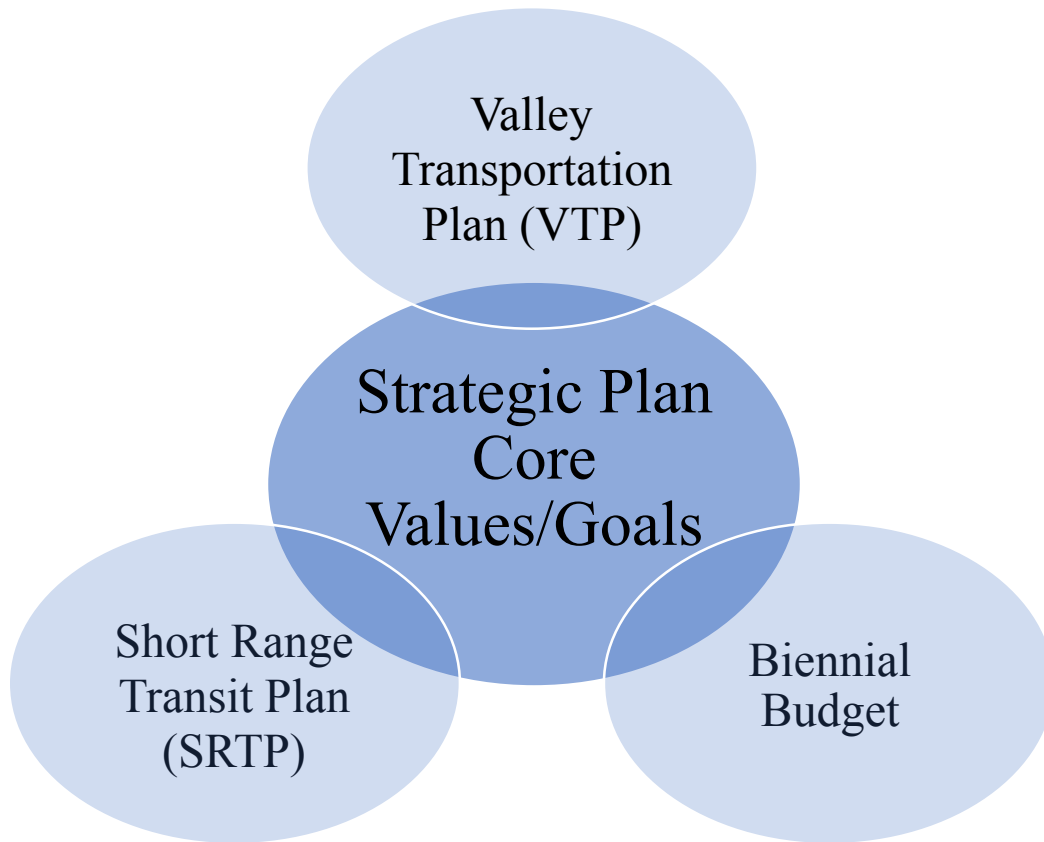 Valley
Transportation
Plan (VTP)
Strategic Plan
Core
Values/Goals
Short Range
Transit Plan
(SRTP)
Biennial
Budget